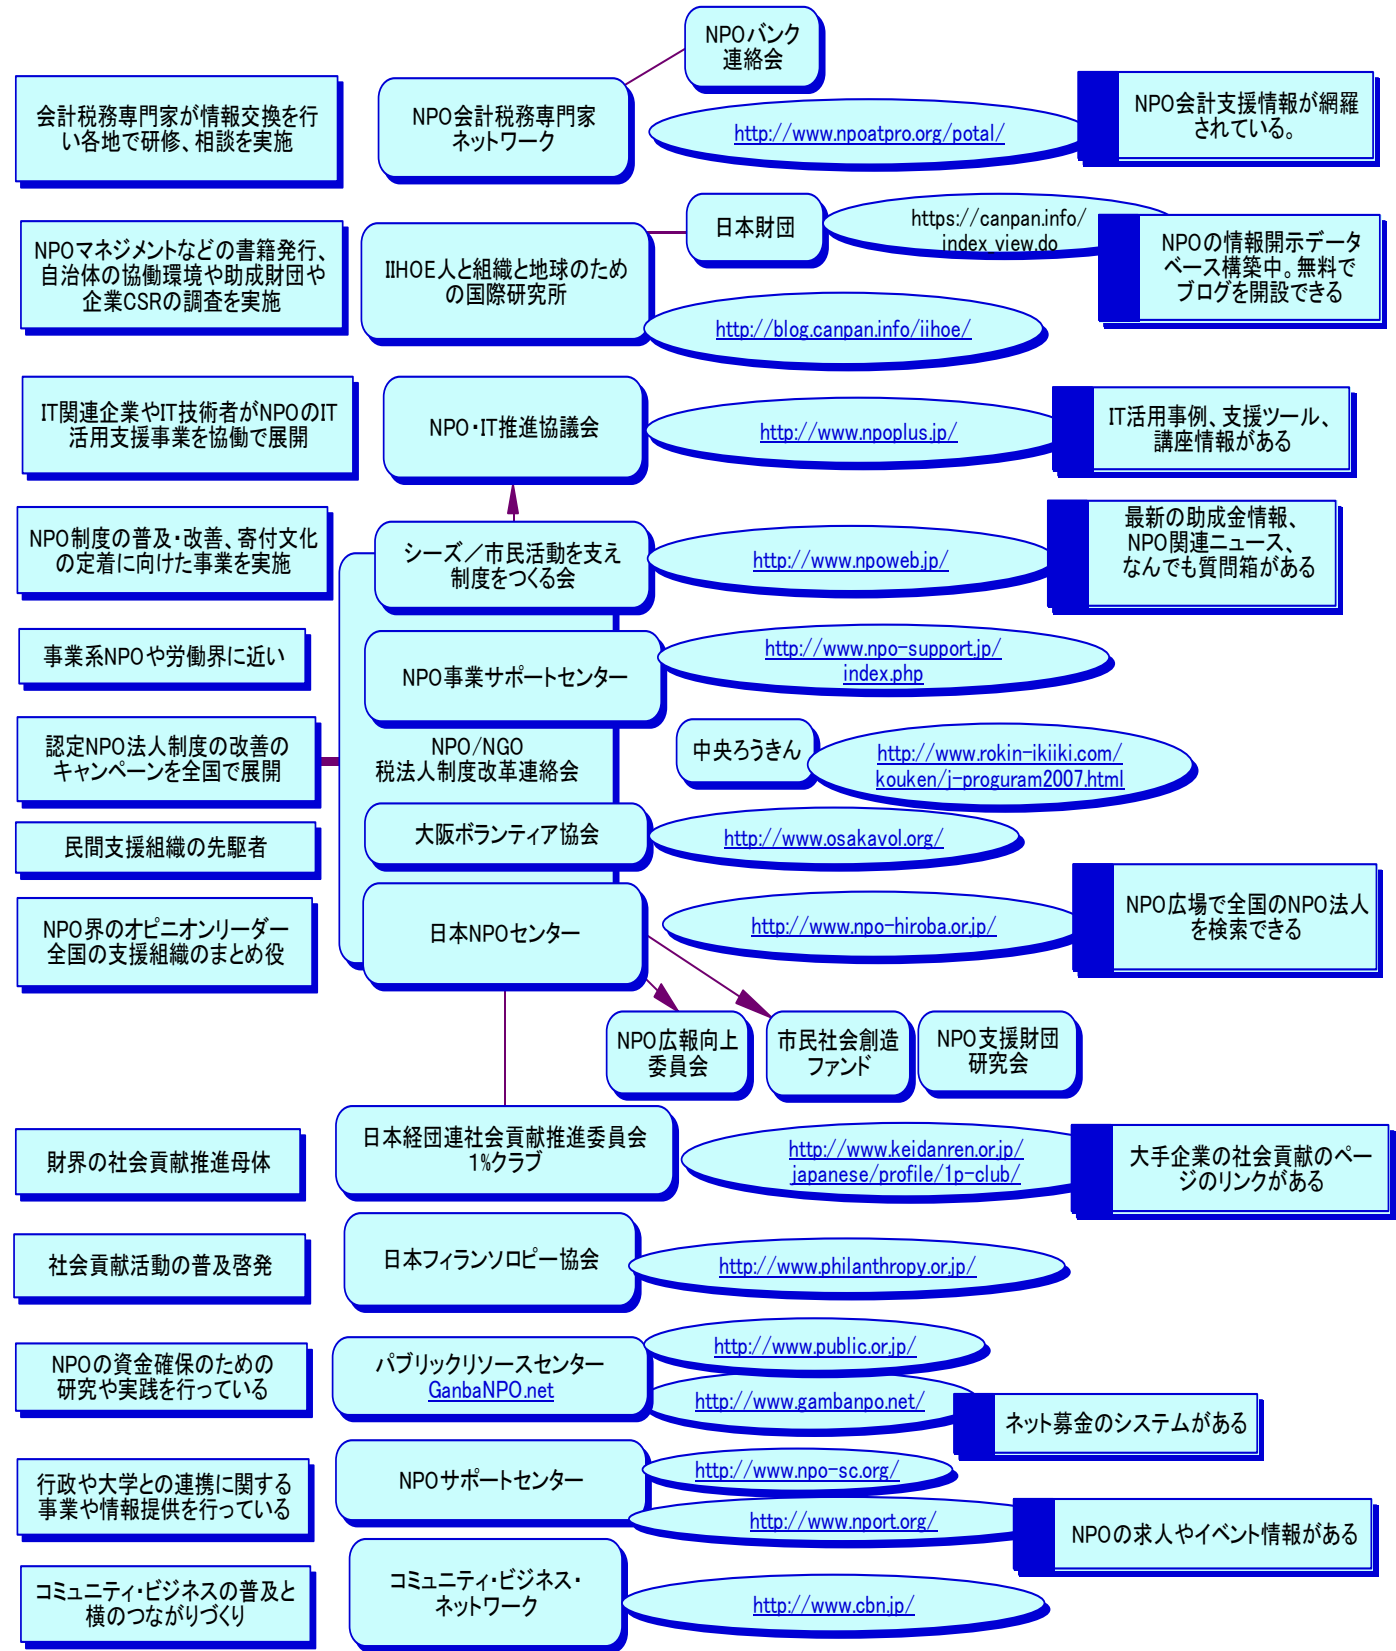 NPOバンク
連絡会
会計税務専門家が情報交換を行
い各地で研修、相談を実施
NPO会計税務専門家
ネットワーク
http://www.npoatpro.org/potal/
NPO会計支援情報が網羅
されている。
NPOマネジメントなどの書籍発行、
自治体の協働環境や助成財団や
企業CSRの調査を実施
IIHOE人と組織と地球のため
の国際研究所
日本財団
https://canpan.info/
index_view.do
NPOの情報開示データ
ベース構築中。無料で
ブログを開設できる
http://blog.canpan.info/iihoe/
IT関連企業やIT技術者がNPOのIT
活用支援事業を協働で展開
NPO・IT推進協議会
http://www.npoplus.jp/
IT活用事例、支援ツール、
講座情報がある
NPO制度の普及・改善、寄付文化
の定着に向けた事業を実施
シーズ／市民活動を支え
制度をつくる会
http://www.npoweb.jp/
最新の助成金情報、
NPO関連ニュース、
なんでも質問箱がある
事業系NPOや労働界に近い
NPO事業サポートセンター
http://www.npo-support.jp/
index.php
認定NPO法人制度の改善の
キャンペーンを全国で展開
NPO/NGO
税法人制度改革連絡会
中央ろうきん
http://www.rokin-ikiiki.com/
kouken/j-proguram2007.html
民間支援組織の先駆者
大阪ボランティア協会
http://www.osakavol.org/
NPO界のオピニオンリーダー
全国の支援組織のまとめ役
日本NPOセンター
http://www.npo-hiroba.or.jp/
NPO広場で全国のNPO法人
を検索できる
NPO広報向上
委員会
市民社会創造
ファンド
NPO支援財団
研究会
財界の社会貢献推進母体
日本経団連社会貢献推進委員会
1%クラブ
http://www.keidanren.or.jp/
japanese/profile/1p-club/
大手企業の社会貢献のペー
ジのリンクがある
社会貢献活動の普及啓発
日本フィランソロピー協会
http://www.philanthropy.or.jp/
NPOの資金確保のための
研究や実践を行っている
パブリックリソースセンター
GanbaNPO.net
http://www.public.or.jp/
http://www.gambanpo.net/
ネット募金のシステムがある
行政や大学との連携に関する
事業や情報提供を行っている
NPOサポートセンター
http://www.npo-sc.org/
http://www.nport.org/
NPOの求人やイベント情報がある
コミュニティ・ビジネスの普及と
横のつながりづくり
コミュニティ・ビジネス・
ネットワーク
http://www.cbn.jp/